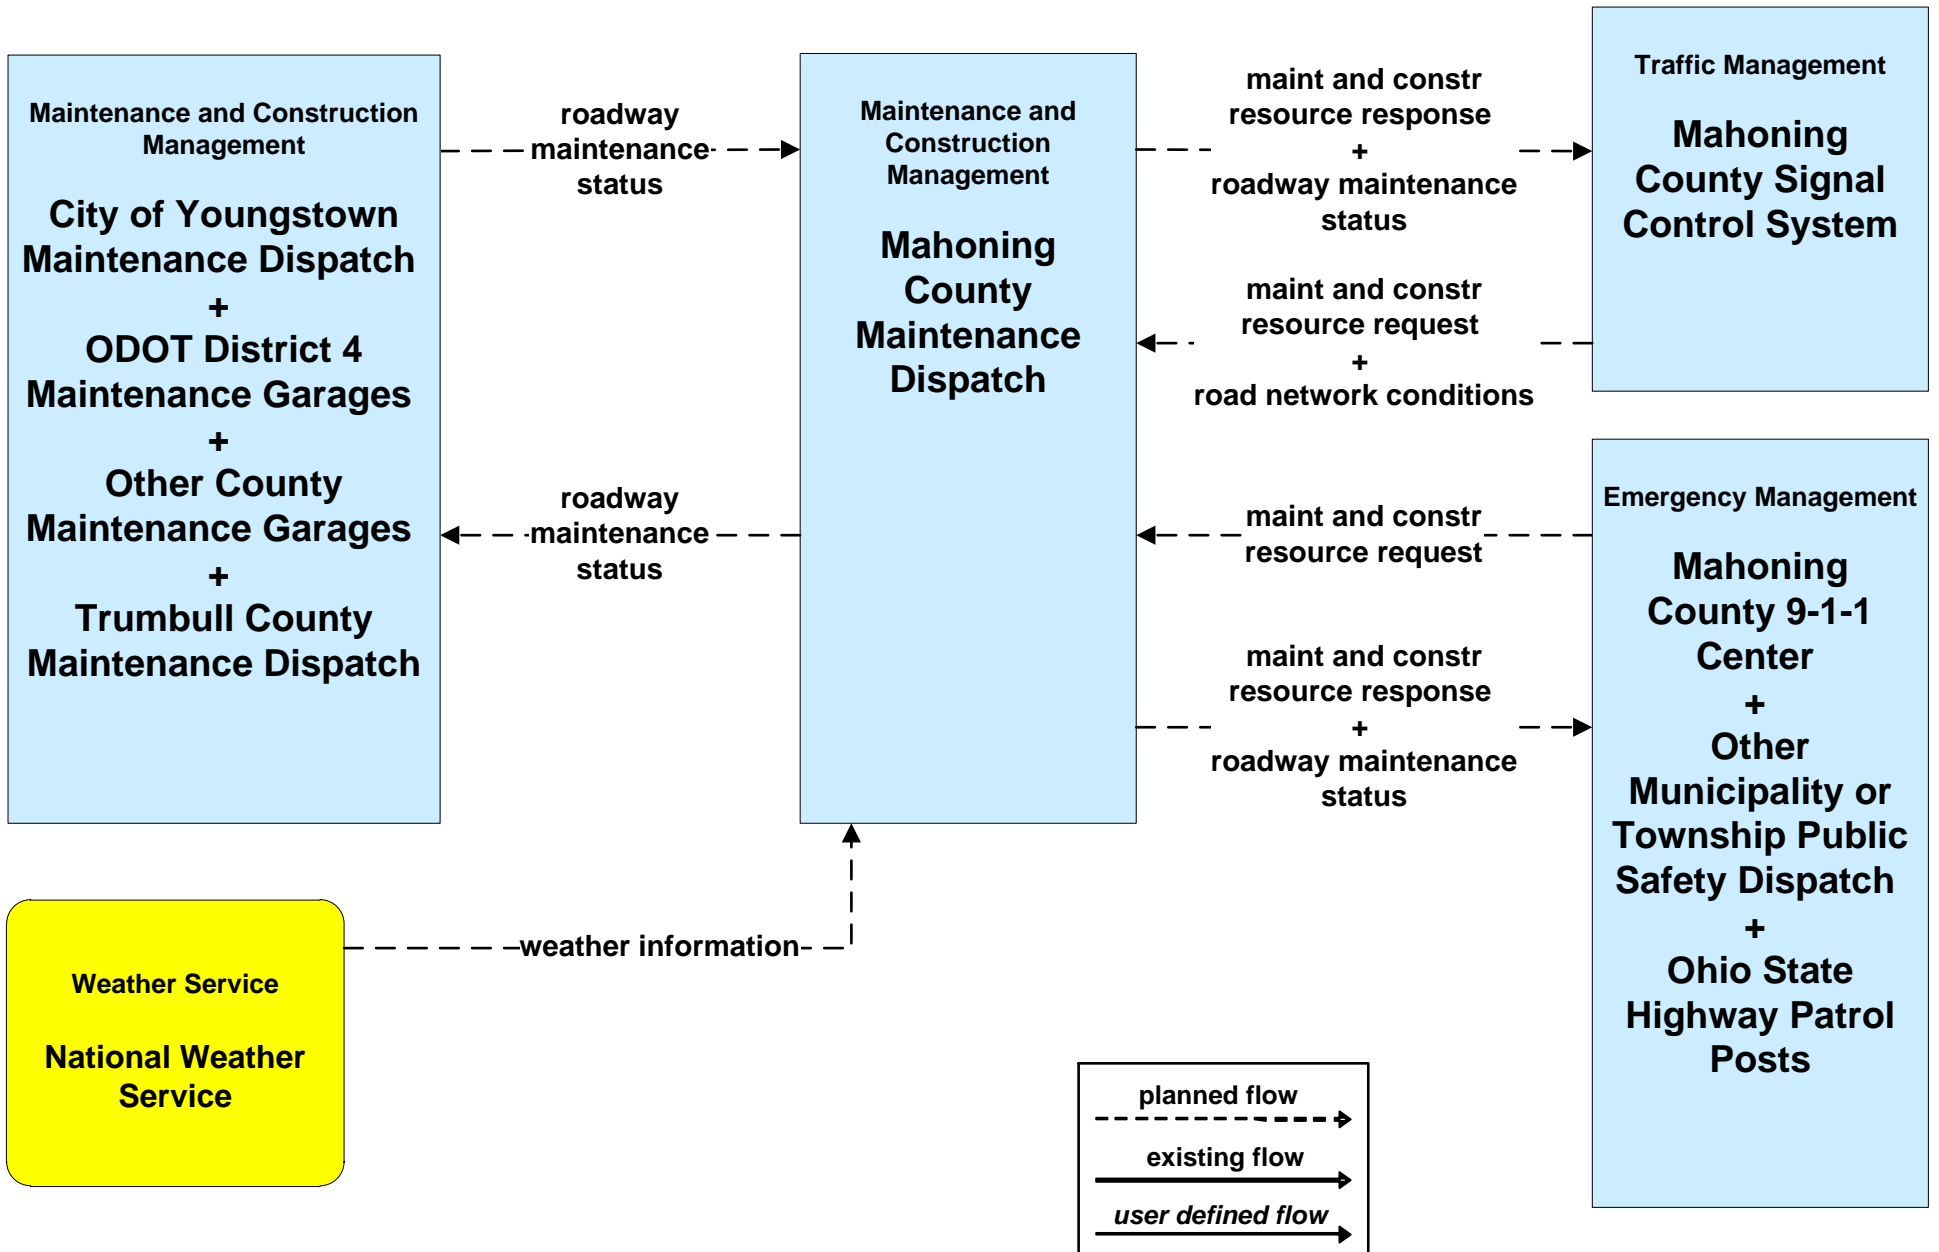 Maintenance and Construction
Management
City of Youngstown
Maintenance Dispatch
+
ODOT District 4
Maintenance Garages
+
Other County
Maintenance Garages
+
Trumbull County
Maintenance Dispatch
roadway
maintenance
status
roadway
maintenance
status
Maintenance and
Construction
Management
Mahoning
County
Maintenance
Dispatch
maint and constr
resource response
+
roadway maintenance
status
maint and constr
resource request
+
road network conditions
maint and constr
resource request
maint and constr
resource response
+
roadway maintenance
status
Traffic Management
Mahoning
County Signal
Control System
Emergency Management
Mahoning
County 9-1-1
Center
+
Other
Municipality or
Township Public
Safety Dispatch
+
Ohio State
Highway Patrol
Posts
weather information
Weather Service
National Weather
Service
planned flow
existing flow
user defined flow